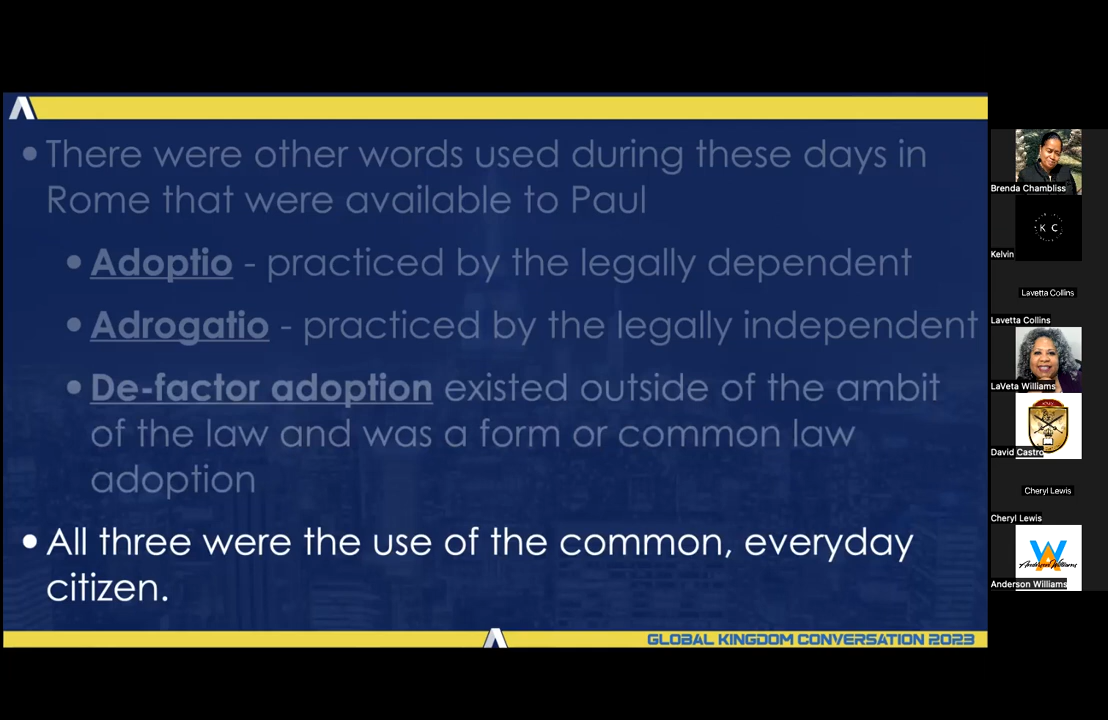 • There were other words used during these days in
Rome that were available to Paul
• Adoptio - practiced by the legally dependent
• Adrogatio - practiced by the legally independent
• De-factor adoption existed outside of the ambit
of the law and was a form or common law
adoption
• All three were the use of the common, everyday
citizen.
GLOBAL KINGDOM CONVERSATION 2023
Brenda Chambliss
K C
Kelvin
Lavetta Collins
Lavetta Collins
LaVeta Williams
David Castro
Cheryl Lewis
Cheryl Lewis
Anderson Williams
Anderson Williams